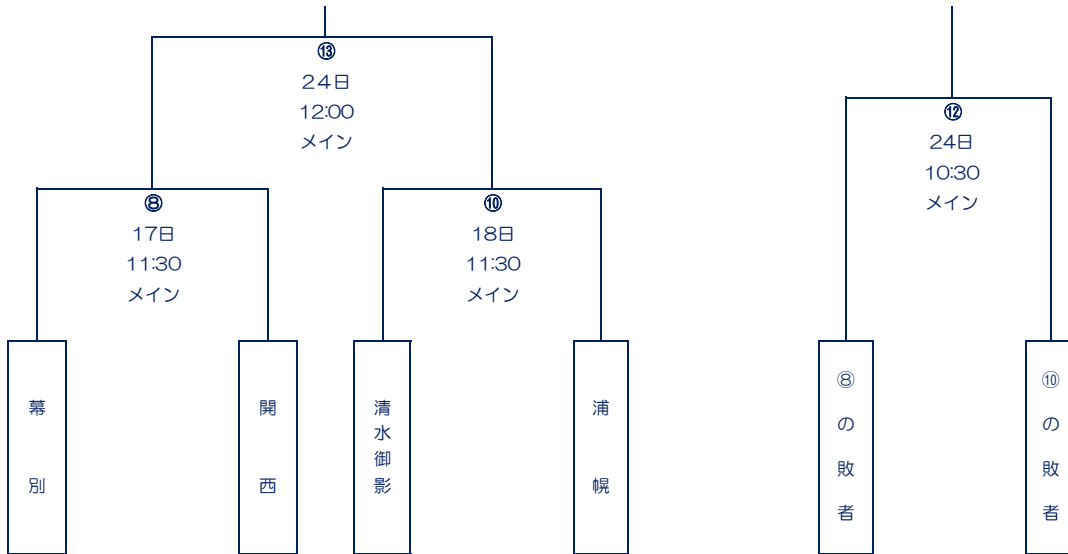 ⑬
24日
12:00
メイン
⑫
24日
10:30
メイン
⑧
17日
11:30
メイン
⑩
18日
11:30
メイン
幕別
開西
清水御影
浦幌
⑧の敗者
⑩の敗者